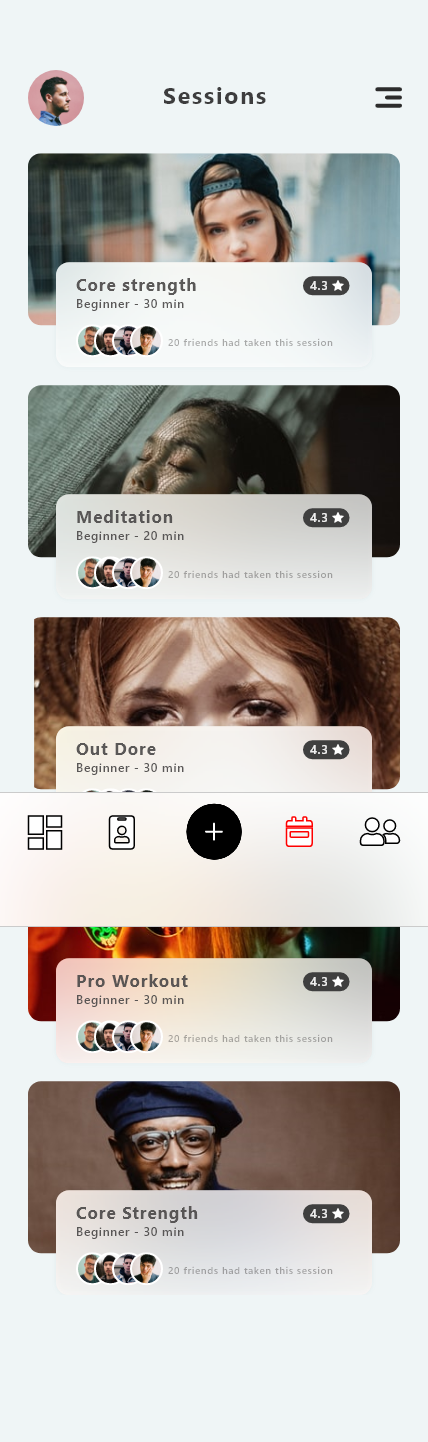 Sessions
Core strength
4.3
Beginner - 30 min
20 friends had taken this session
Meditation
4.3
Beginner - 20 min
20 friends had taken this session
Out Dore
4.3
Beginner - 30 min
Pro Workout
4.3
Beginner - 30 min
20 friends had taken this session
Core Strength
4.3
Beginner - 30 min
20 friends had taken this session